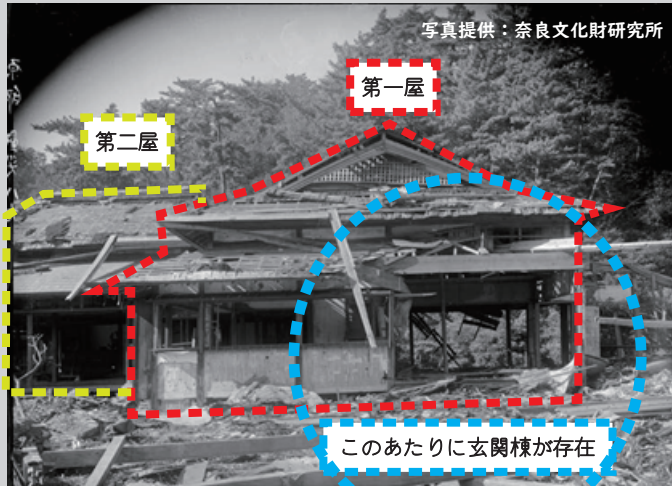 写真提供：奈良文化財研究所
第一屋
第二屋
このあたりに玄関棟が存在